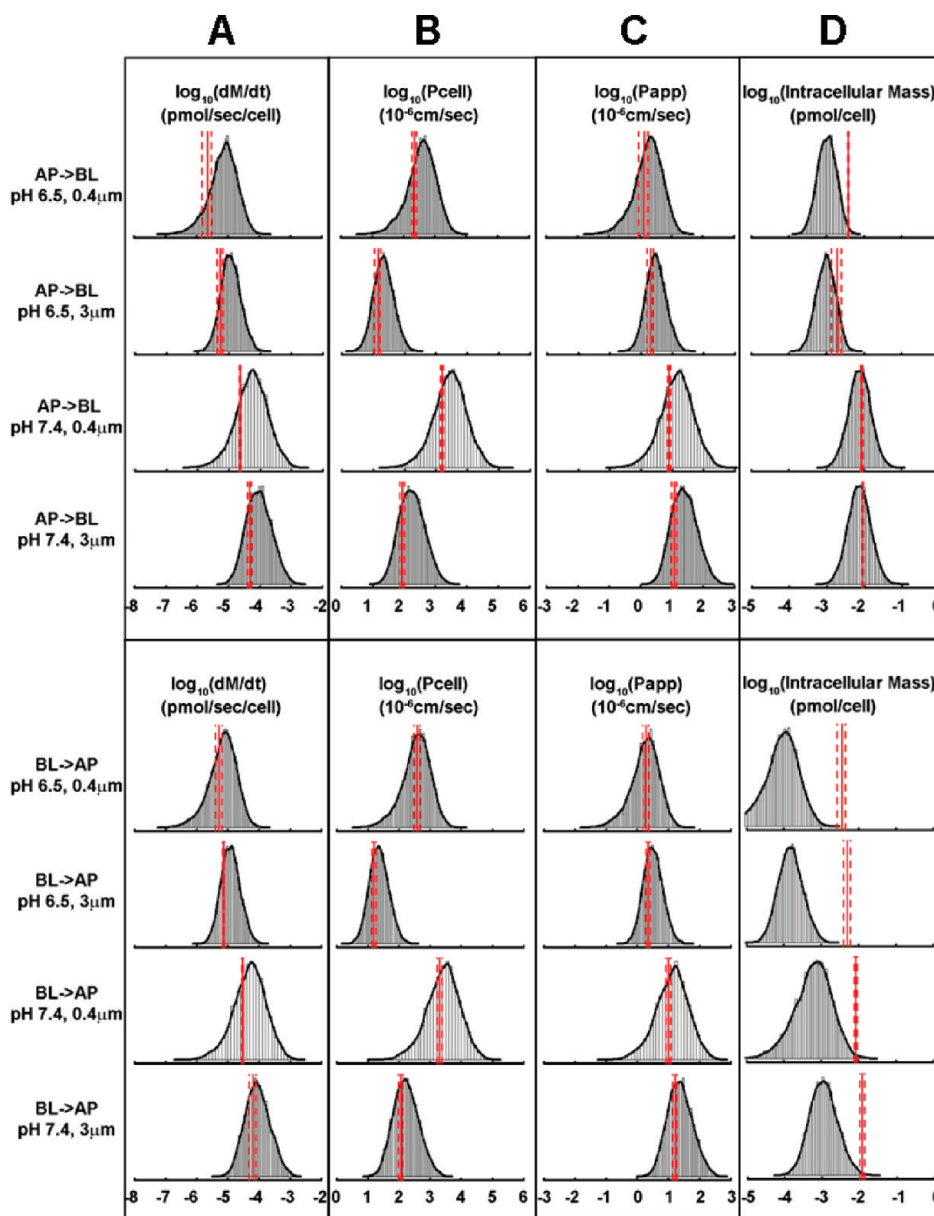 A B C D
log10(dM/dt) log10(Pcell) log10(Papp) log10(Intracellular Mass)
(pmol/sec/cell) (10-6cm/sec) (10-6cm/sec) (pmol/cell)
AP->BL
pH 6.5, 0.4μm
AP->BL
pH 6.5, 3μm
AP->BL
pH 7.4, 0.4μm
AP->BL
pH 7.4, 3μm
-8 -7 -6 -5 -4 -3 -2 0 1 2 3 4 5 6 -3 -2 -1 0 1 2 3 -5 -4 -3 -2 -1 0
log10(dM/dt) log10(Pcell) log10(Papp) log10(Intracellular Mass)
(pmol/sec/cell) (10-6cm/sec) (10-6cm/sec) (pmol/cell)
BL->AP
pH 6.5, 0.4μm
BL->AP
pH 6.5, 3μm
BL->AP
pH 7.4, 0.4μm
BL->AP
pH 7.4, 3μm
-8 -7 -6 -5 -4 -3 -2 0 1 2 3 4 5 6 -3 -2 -1 0 1 2 3 -5 -4 -3 -2 -1 0